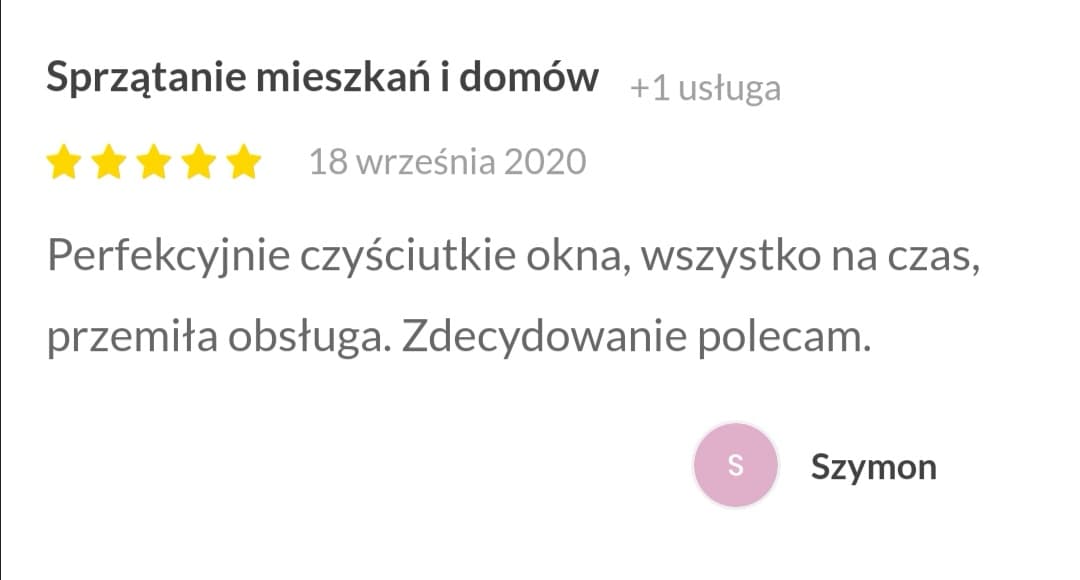 Sprzątanie mieszkań i domów +1 usługa
18 września 2020
Perfekcyjnie czyściutkie okna, wszystko na czas,
przemiła obsługa. Zdecydowanie polecam.
S Szymon